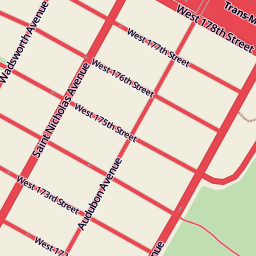 West 178th Street
Trans-M
West 177th Street
Wadsworth Avenue
West 176th Street
Saint Nicholas Avenue
West 175th Street
Audubon Avenue
West 173rd Street
West 17
venue